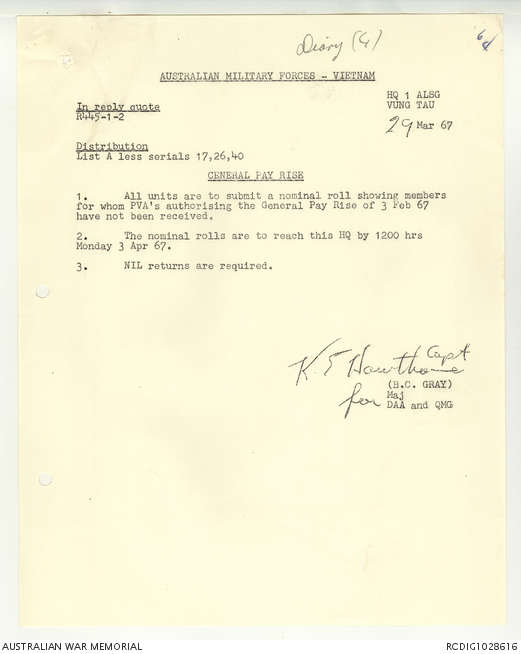 Diary (4)
AUSTRALIAN MILITARY FORCES - VIETNAM
HQ 1 ALSG
VUNG TAU
In reply quote
R445-1-2
29 Mar 67
Distribution
List A less serials 17,26,40
GENERAL PAY RISE
1. All units are to submit a nominal roll showing members
for whom PVA's authorising the General Pay Rise of 3 Feb 67
have not been received.
2. The nominal rolls are to reach this HQ by 1200 hrs
Monday 3 Apr 67.
3. NIL returns are required.
K. E Hawthorne Capt
(B.C. GRAY)
Maj
for DAA and QMG
AUSTRALIAN WAR MEMORIAL
RCDIG1028616